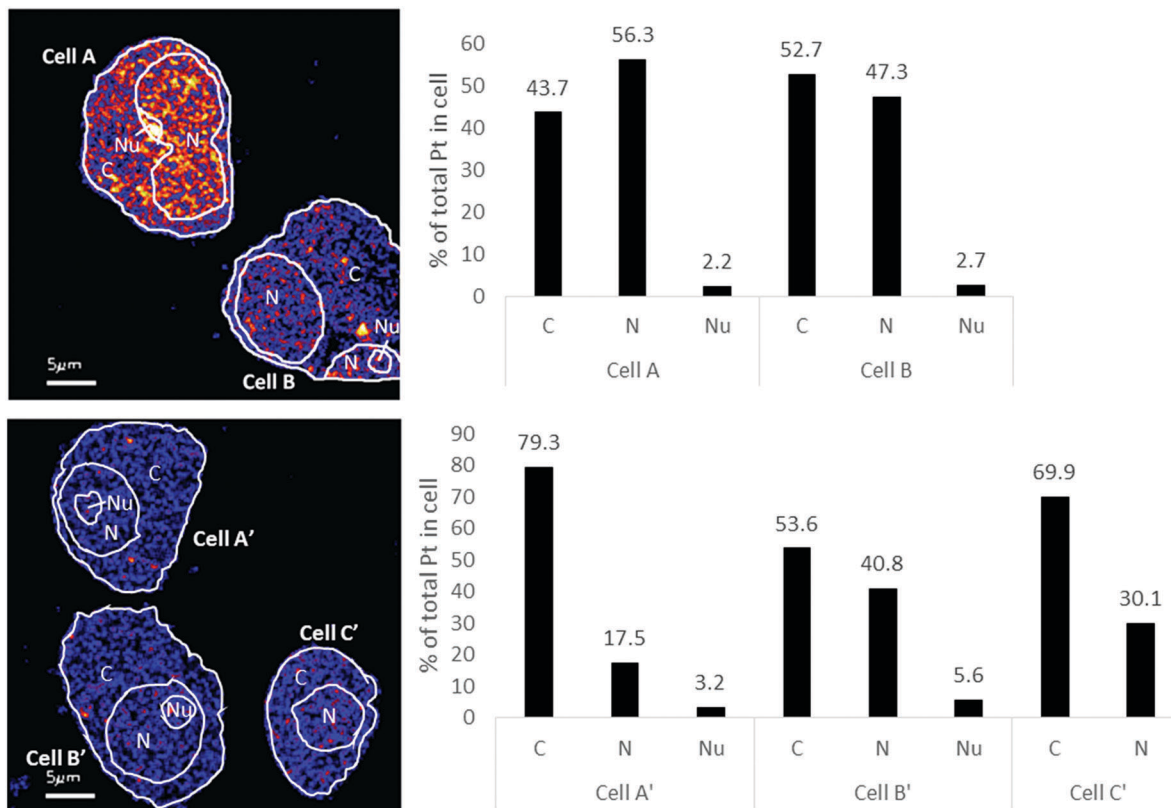 Cell A
Nu
N
C
C
N
Nu
N
5µm
Cell B
% of total Pt in cell
60
50
40
30
20
10
0
43.7
56.3
2.2
52.7
47.3
2.7
C N Nu C N Nu
Cell A Cell B
C
Nu
N
Cell A'
Cell C'
C
C
Nu
N
N
Cell B'
5µm
% of total Pt in cell
90
80
70
60
50
40
30
20
10
0
79.3
17.5
3.2
53.6
40.8
5.6
69.9
30.1
C N Nu C N Nu C N
Cell A' Cell B' Cell C'